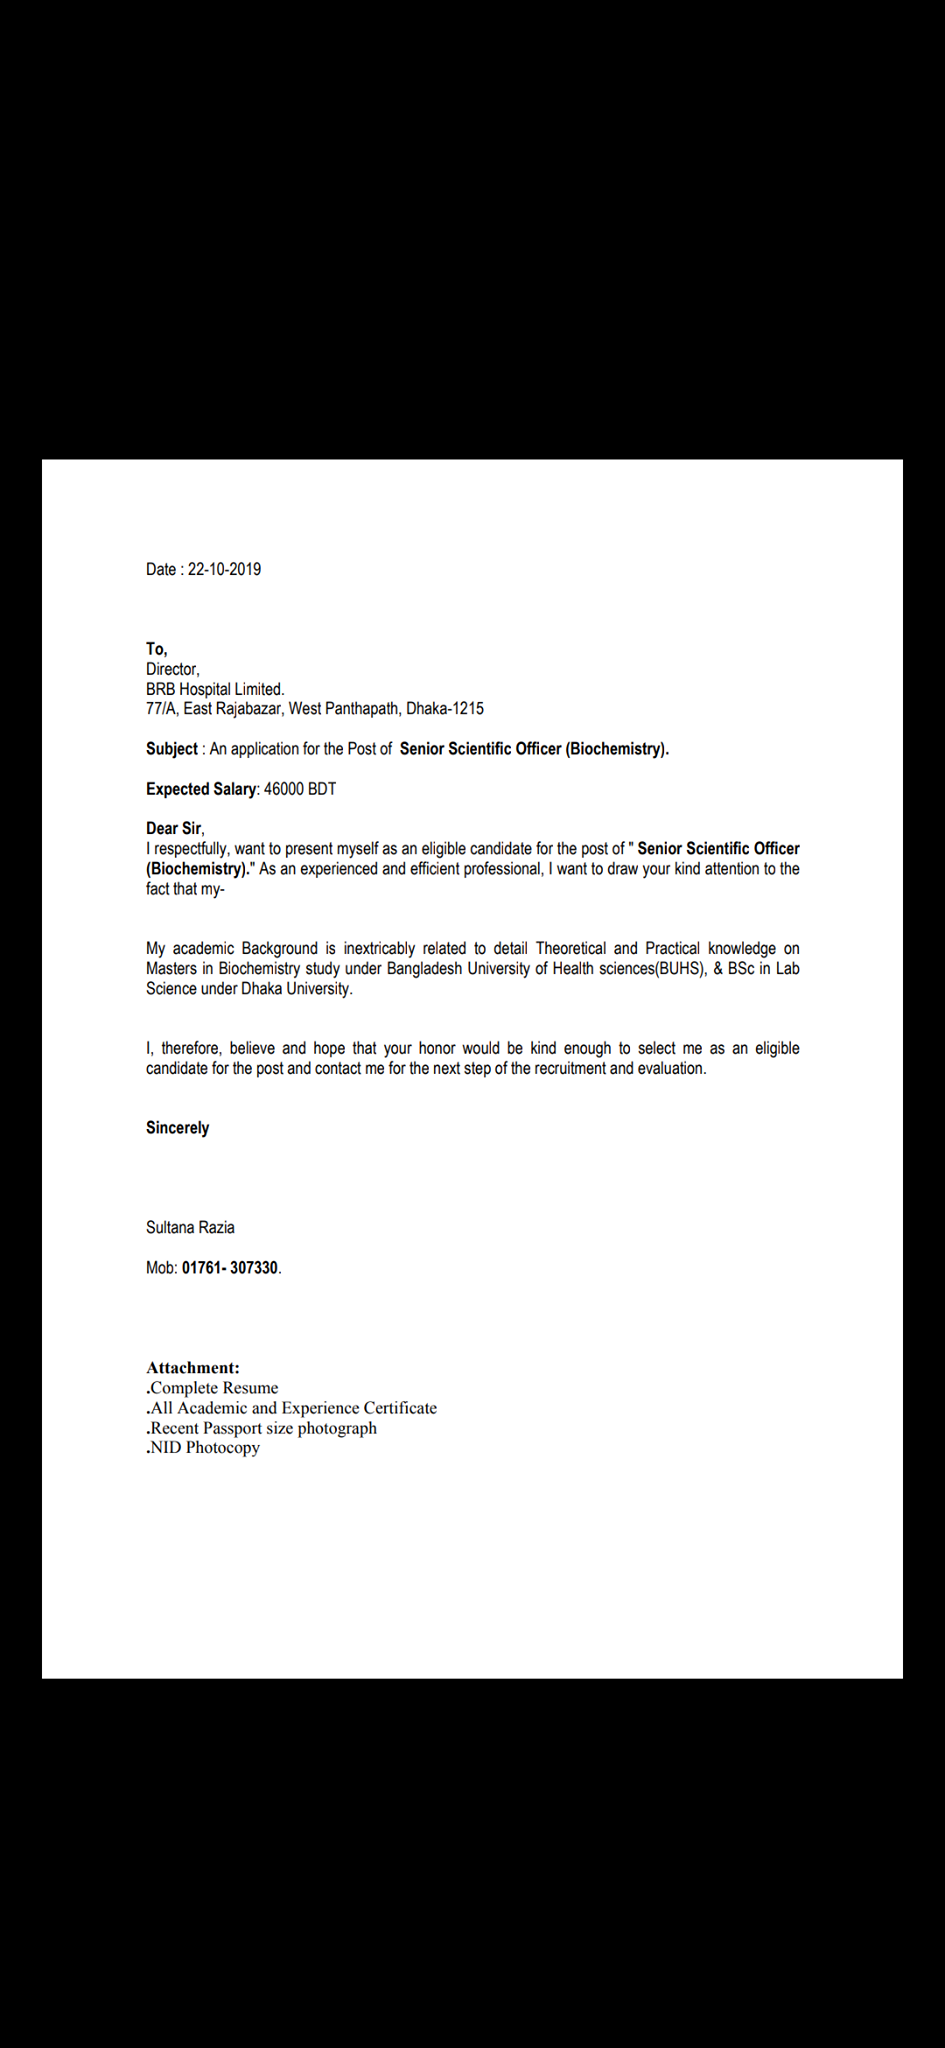 Date : 22-10-2019
To,
Director,
BRB Hospital Limited.
77/A, East Rajabazar, West Panthapath, Dhaka-1215
Subject : An application for the Post of Senior Scientific Officer (Biochemistry).
Expected Salary: 46000 BDT
Dear Sir,
I respectfully, want to present myself as an eligible candidate for the post of " Senior Scientific Officer
(Biochemistry)." As an experienced and efficient professional, I want to draw your kind attention to the
fact that my-
My academic Background is inextricably related to detail Theoretical and Practical knowledge on
Masters in Biochemistry study under Bangladesh University of Health sciences(BUHS), & BSc in Lab
Science under Dhaka University.
I, therefore, believe and hope that your honor would be kind enough to select me as an eligible
candidate for the post and contact me for the next step of the recruitment and evaluation.
Sincerely
Sultana Razia
Mob: 01761- 307330.
Attachment:
.Complete Resume
.All Academic and Experience Certificate
.Recent Passport size photograph
.NID Photocopy